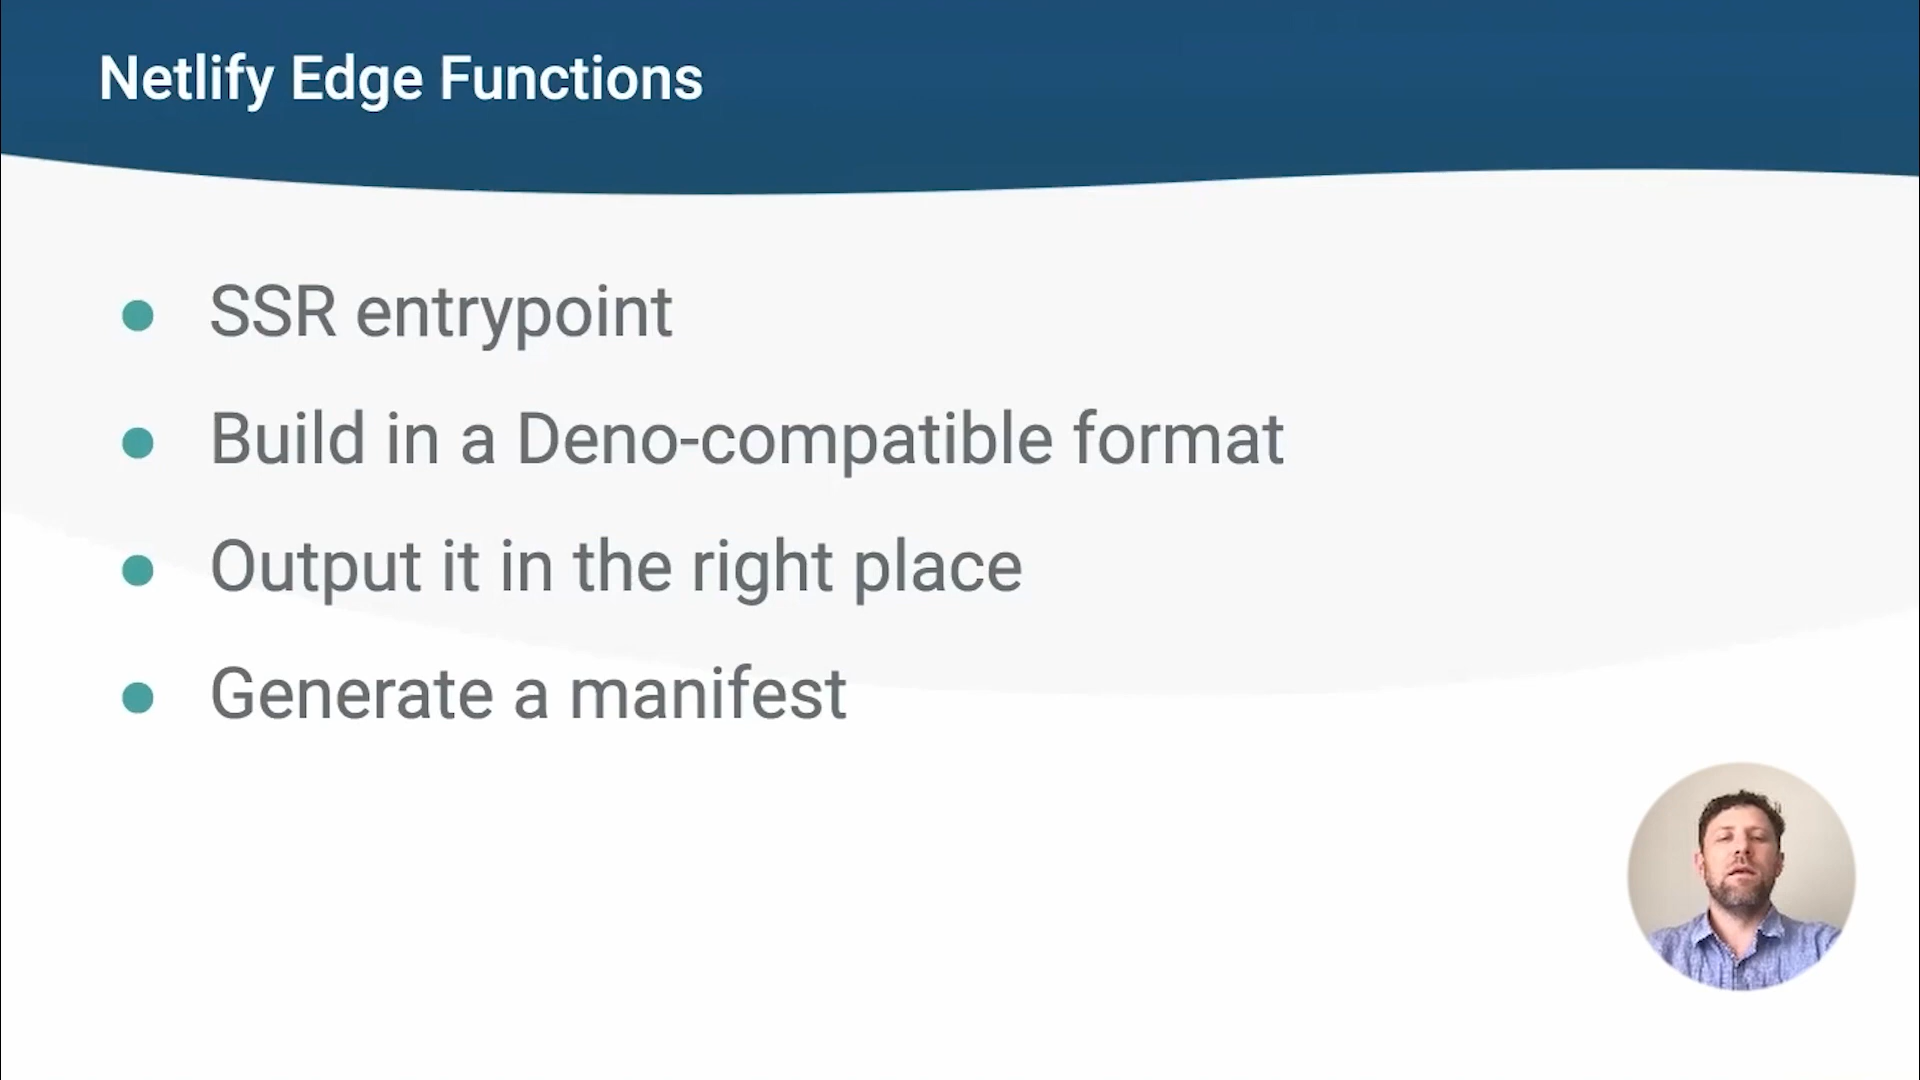 Netlify Edge Functions
SSR entrypoint
Build in a Deno-compatible format
Output it in the right place
Generate a manifest